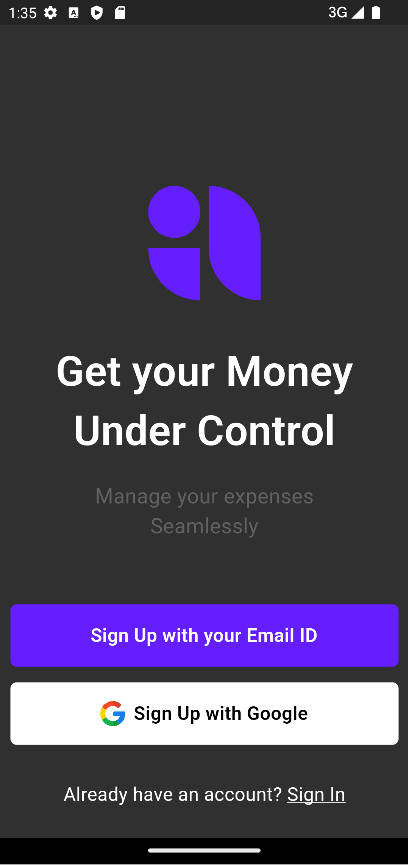 1:35
3G
Get your Money
Under Control
Manage your expenses
Seamlessly
Sign Up with your Email ID
Sign Up with Google
Already have an account? Sign In